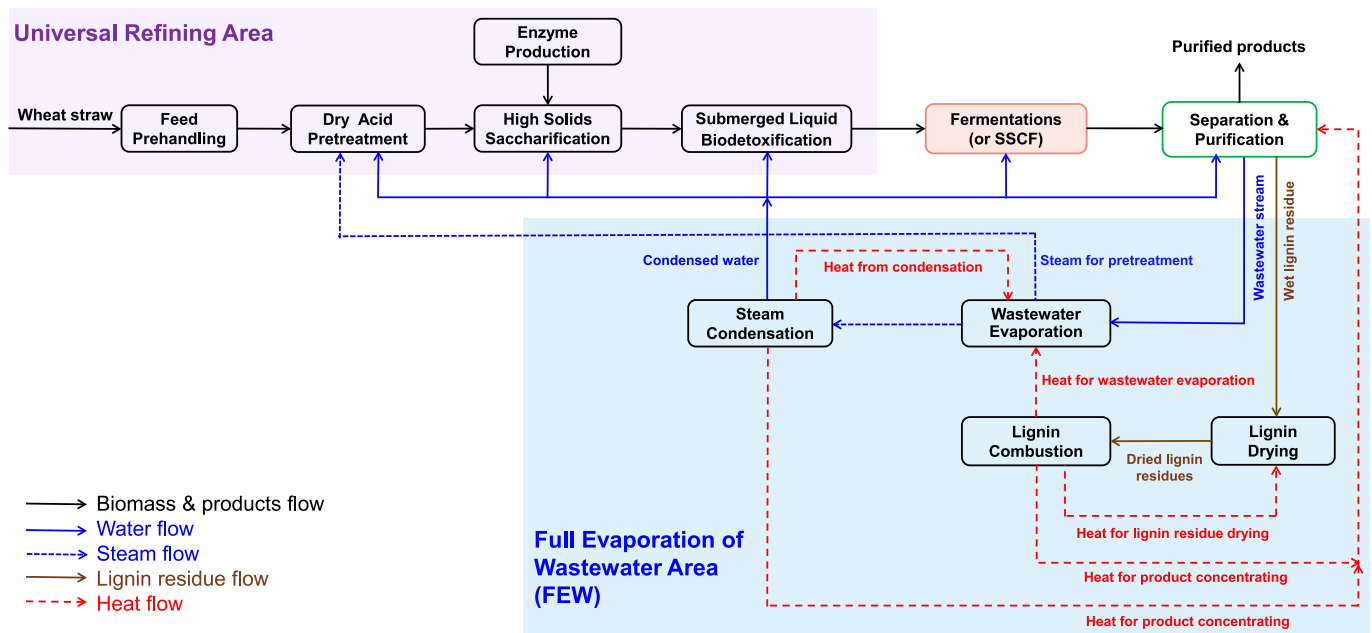 Universal Refining Area
Enzyme
Production
Purified products
Wheat straw
Feed
Prehandling
Dry Acid
Pretreatment
High Solids
Saccharification
Submerged Liquid
Biodetoxification
Fermentations
(or SSCF)
Separation &
Purification
Wastewater stream
Wet lignin residue
Condensed water
Heat from condensation
Steam for pretreatment
Steam
Condensation
Wastewater
Evaporation
Heat for wastewater evaporation
Lignin
Combustion
Lignin
Drying
Dried lignin
residues
Heat for lignin residue drying
Heat for product concentrating
Heat for product concentrating
Full Evaporation of
Wastewater Area
(FEW)
Biomass & products flow
Water flow
Steam flow
Lignin residue flow
Heat flow